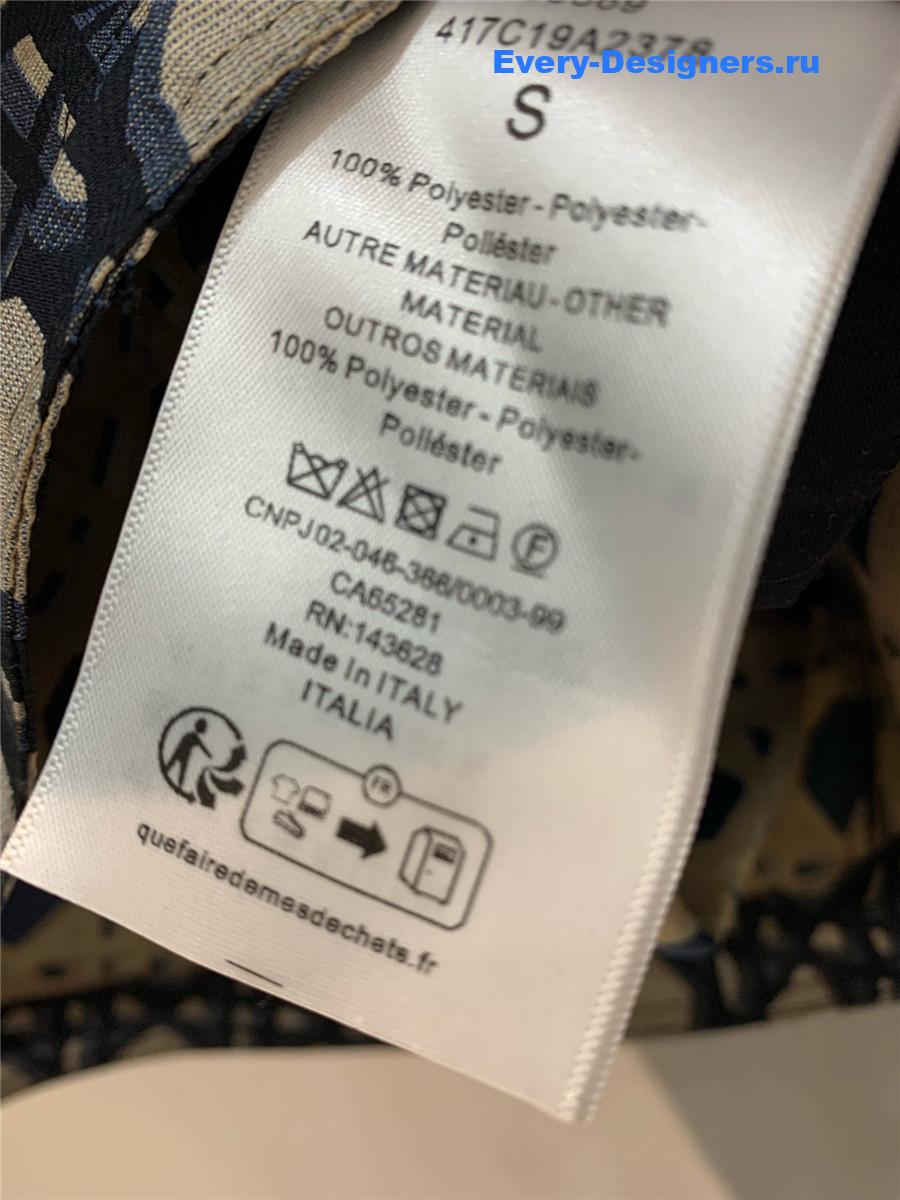 417C19A2378
Every-Designers.ru
S
100% Polyester - Polyester-
Poliéster
AUTRE MATERIAU - OTHER
MATERIAL
OUTROS MATERIAIS
100% Polyester - Polyester-
Poliéster
F
CNPJ02-046-366/0003-99
CA65281
RN:143628
Made In ITALY
ITALIA
FR
quefairedemesdechets.fr